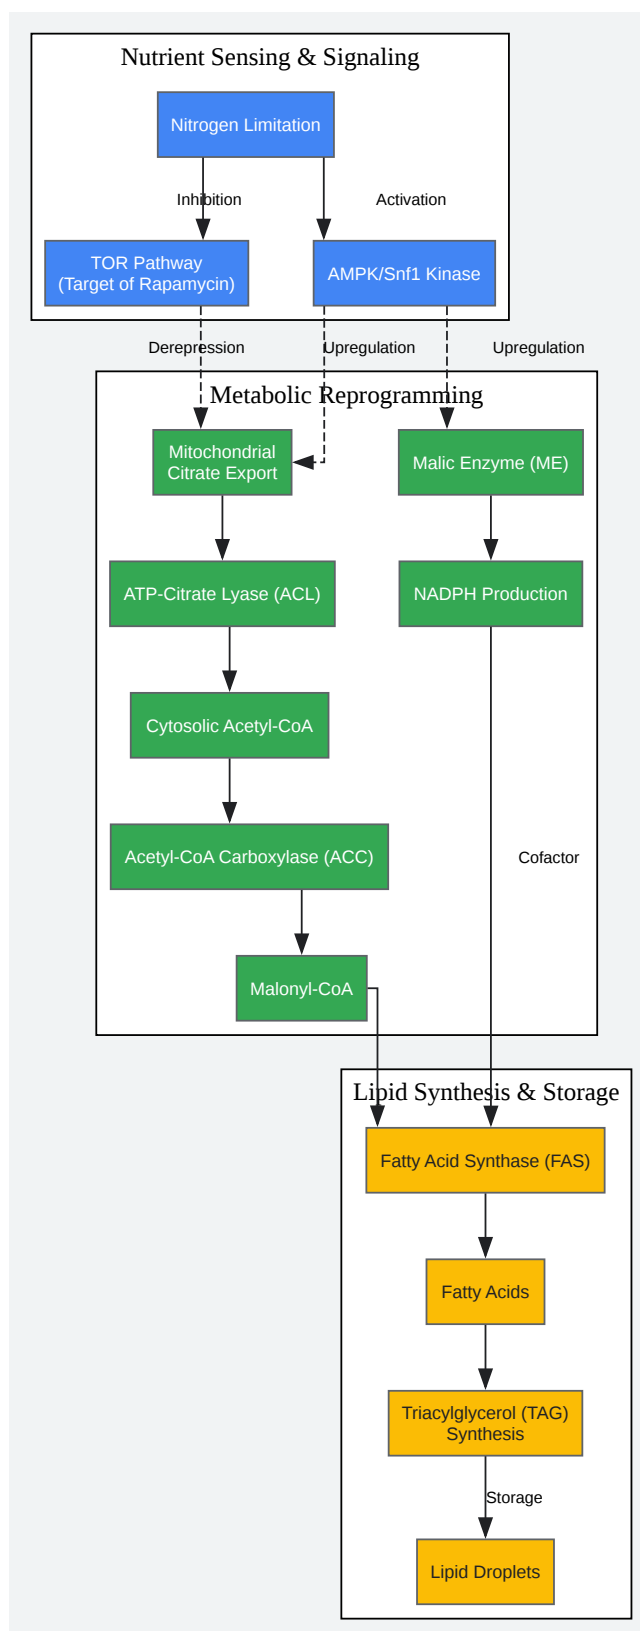 Nutrient Sensing & Signaling
Nitrogen Limitation
Inhibition
Activation
TOR Pathway
(Target of Rapamycin)
AMPK/Snf1 Kinase
Derepression
Upregulation
Upregulation
Metabolic Reprogramming
Mitochondrial
Citrate Export
Malic Enzyme (ME)
ATP-Citrate Lyase (ACL)
NADPH Production
Cytosolic Acetyl-CoA
Acetyl-CoA Carboxylase (ACC)
Cofactor
Malonyl-CoA
Lipid Synthesis & Storage
Fatty Acid Synthase (FAS)
Fatty Acids
Triacylglycerol (TAG)
Synthesis
Storage
Lipid Droplets